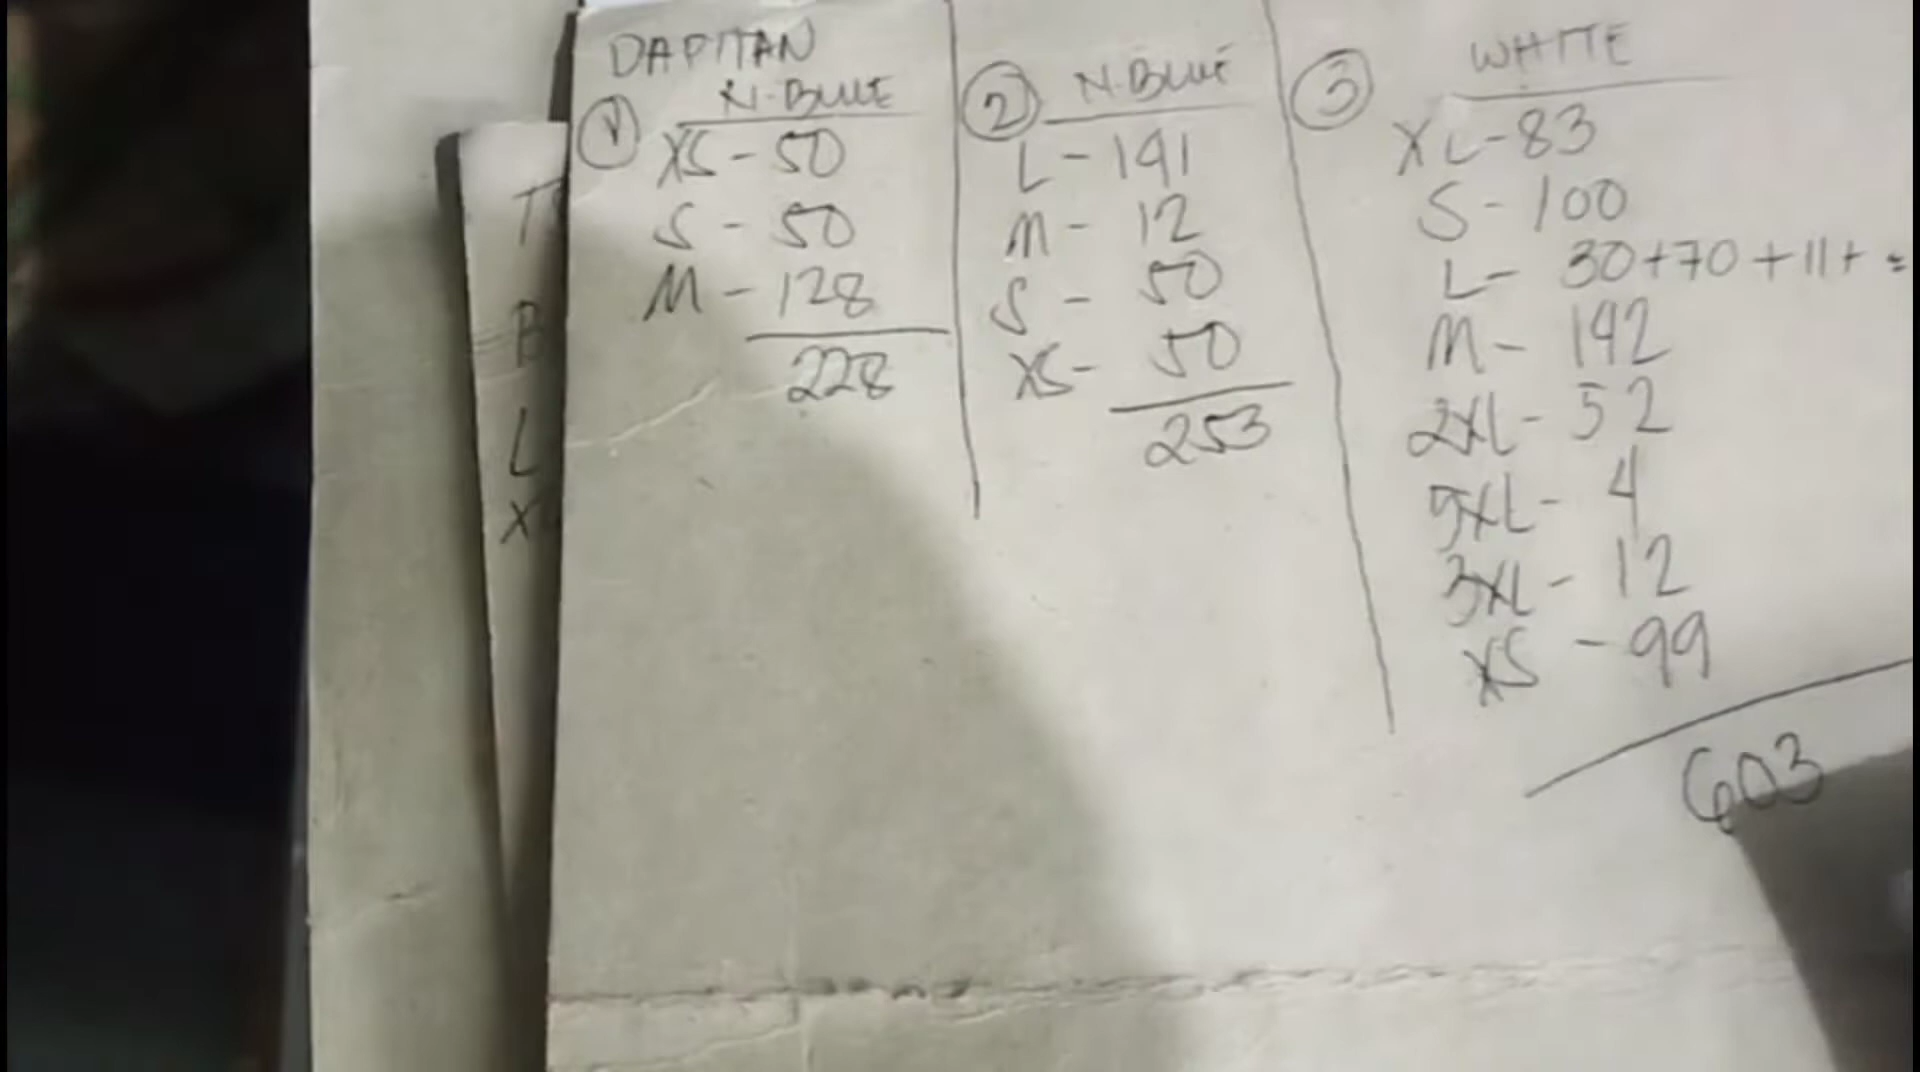 DAPITAN
① N-BLUE
XS - 50
S - 50
M - 128
228
② N-BLUE
L - 141
M - 12
S - 50
XS - 50
253
③ WHITE
XL - 83
S - 100
L - 30+70+11+ =
M - 142
2XL - 52
5XL - 4
3XL - 12
XS - 99
603
T
B
L
X